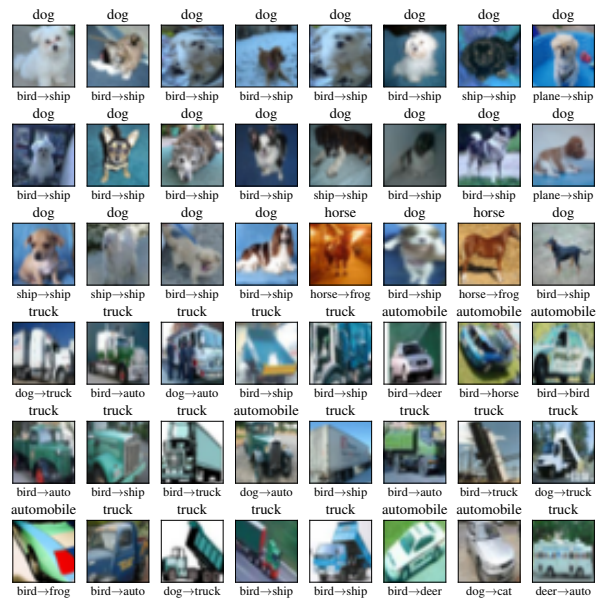 dog dog dog dog dog dog dog dog
bird→ship bird→ship bird→ship bird→ship bird→ship bird→ship ship→ship plane→ship
dog dog dog dog dog dog dog dog
bird→ship bird→ship bird→ship bird→ship ship→ship bird→ship bird→ship plane→ship
dog dog dog dog horse dog horse dog
ship→ship ship→ship bird→ship bird→ship horse→frog bird→ship horse→frog bird→ship
truck truck truck truck truck automobile automobile automobile
dog→truck bird→auto dog→auto bird→ship bird→ship bird→deer bird→horse bird→bird
truck truck truck automobile truck truck truck truck
bird→auto bird→ship bird→truck dog→auto bird→ship bird→auto bird→truck dog→truck
automobile truck truck truck truck automobile automobile truck
bird→frog bird→auto dog→truck bird→ship bird→ship bird→deer dog→cat deer→auto